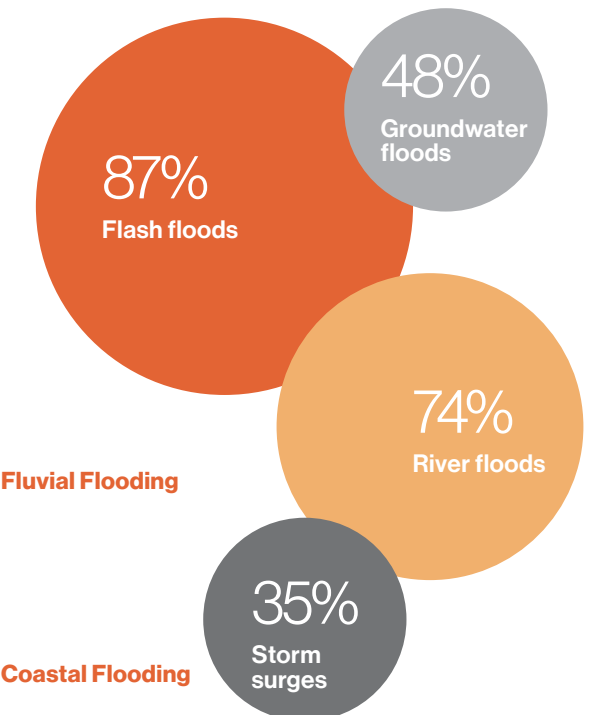 48%
Groundwater
floods
87%
Flash floods
74%
River floods
Fluvial Flooding
35%
Storm
surges
Coastal Flooding